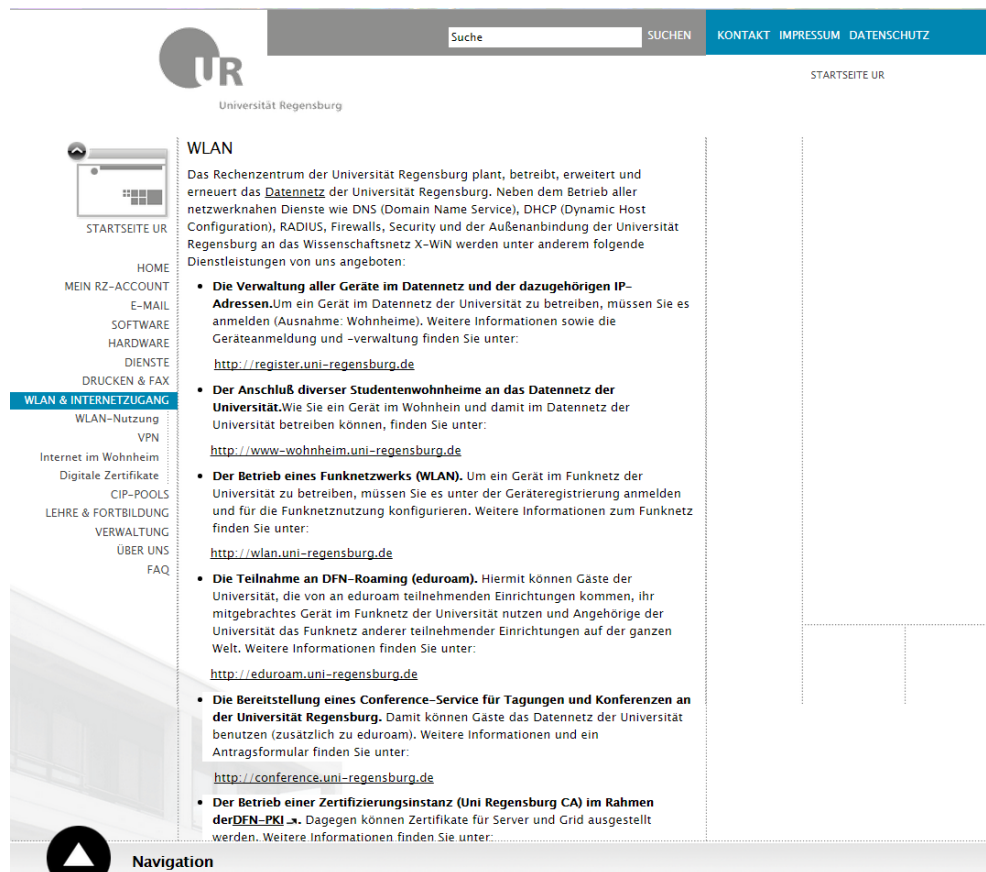 Suche
SUCHEN
KONTAKT IMPRESSUM DATENSCHUTZ
STARTSEITE UR
UR
Universität Regensburg
STARTSEITE UR
HOME
MEIN RZ-ACCOUNT
E-MAIL
SOFTWARE
HARDWARE
DIENSTE
DRUCKEN & FAX
WLAN & INTERNETZUGANG
WLAN-Nutzung
VPN
Internet im Wohnheim
Digitale Zertifikate
CIP-POOLS
LEHRE & FORTBILDUNG
VERWALTUNG
ÜBER UNS
FAQ
WLAN
Das Rechenzentrum der Universität Regensburg plant, betreibt, erweitert und
erneuert das Datennetz der Universität Regensburg. Neben dem Betrieb aller
netzwerknahen Dienste wie DNS (Domain Name Service), DHCP (Dynamic Host
Configuration), RADIUS, Firewalls, Security und der Außenanbindung der Universität
Regensburg an das Wissenschaftsnetz X-WiN werden unter anderem folgende
Dienstleistungen von uns angeboten:
• Die Verwaltung aller Geräte im Datennetz und der dazugehörigen IP-
Adressen.Um ein Gerät im Datennetz der Universität zu betreiben, müssen Sie es
anmelden (Ausnahme: Wohnheime). Weitere Informationen sowie die
Geräteanmeldung und -verwaltung finden Sie unter:
http://register.uni-regensburg.de
• Der Anschluß diverser Studentenwohnheime an das Datennetz der
Universität.Wie Sie ein Gerät im Wohnhein und damit im Datennetz der
Universität betreiben können, finden Sie unter:
http://www-wohnheim.uni-regensburg.de
• Der Betrieb eines Funknetzwerks (WLAN). Um ein Gerät im Funknetz der
Universität zu betreiben, müssen Sie es unter der Geräteregistrierung anmelden
und für die Funknetznutzung konfigurieren. Weitere Informationen zum Funknetz
finden Sie unter:
http://wlan.uni-regensburg.de
• Die Teilnahme an DFN-Roaming (eduroam). Hiermit können Gäste der
Universität, die von an eduroam teilnehmenden Einrichtungen kommen, ihr
mitgebrachtes Gerät im Funknetz der Universität nutzen und Angehörige der
Universität das Funknetz anderer teilnehmender Einrichtungen auf der ganzen
Welt. Weitere Informationen finden Sie unter:
http://eduroam.uni-regensburg.de
• Die Bereitstellung eines Conference-Service für Tagungen und Konferenzen an
der Universität Regensburg. Damit können Gäste das Datennetz der Universität
benutzen (zusätzlich zu eduroam). Weitere Informationen und ein
Antragsformular finden Sie unter:
http://conference.uni-regensburg.de
• Der Betrieb einer Zertifizierungsinstanz (Uni Regensburg CA) im Rahmen
derDFN-PKI . Dagegen können Zertifikate für Server und Grid ausgestellt
werden. Weitere Informationen finden Sie unter:
Navigation